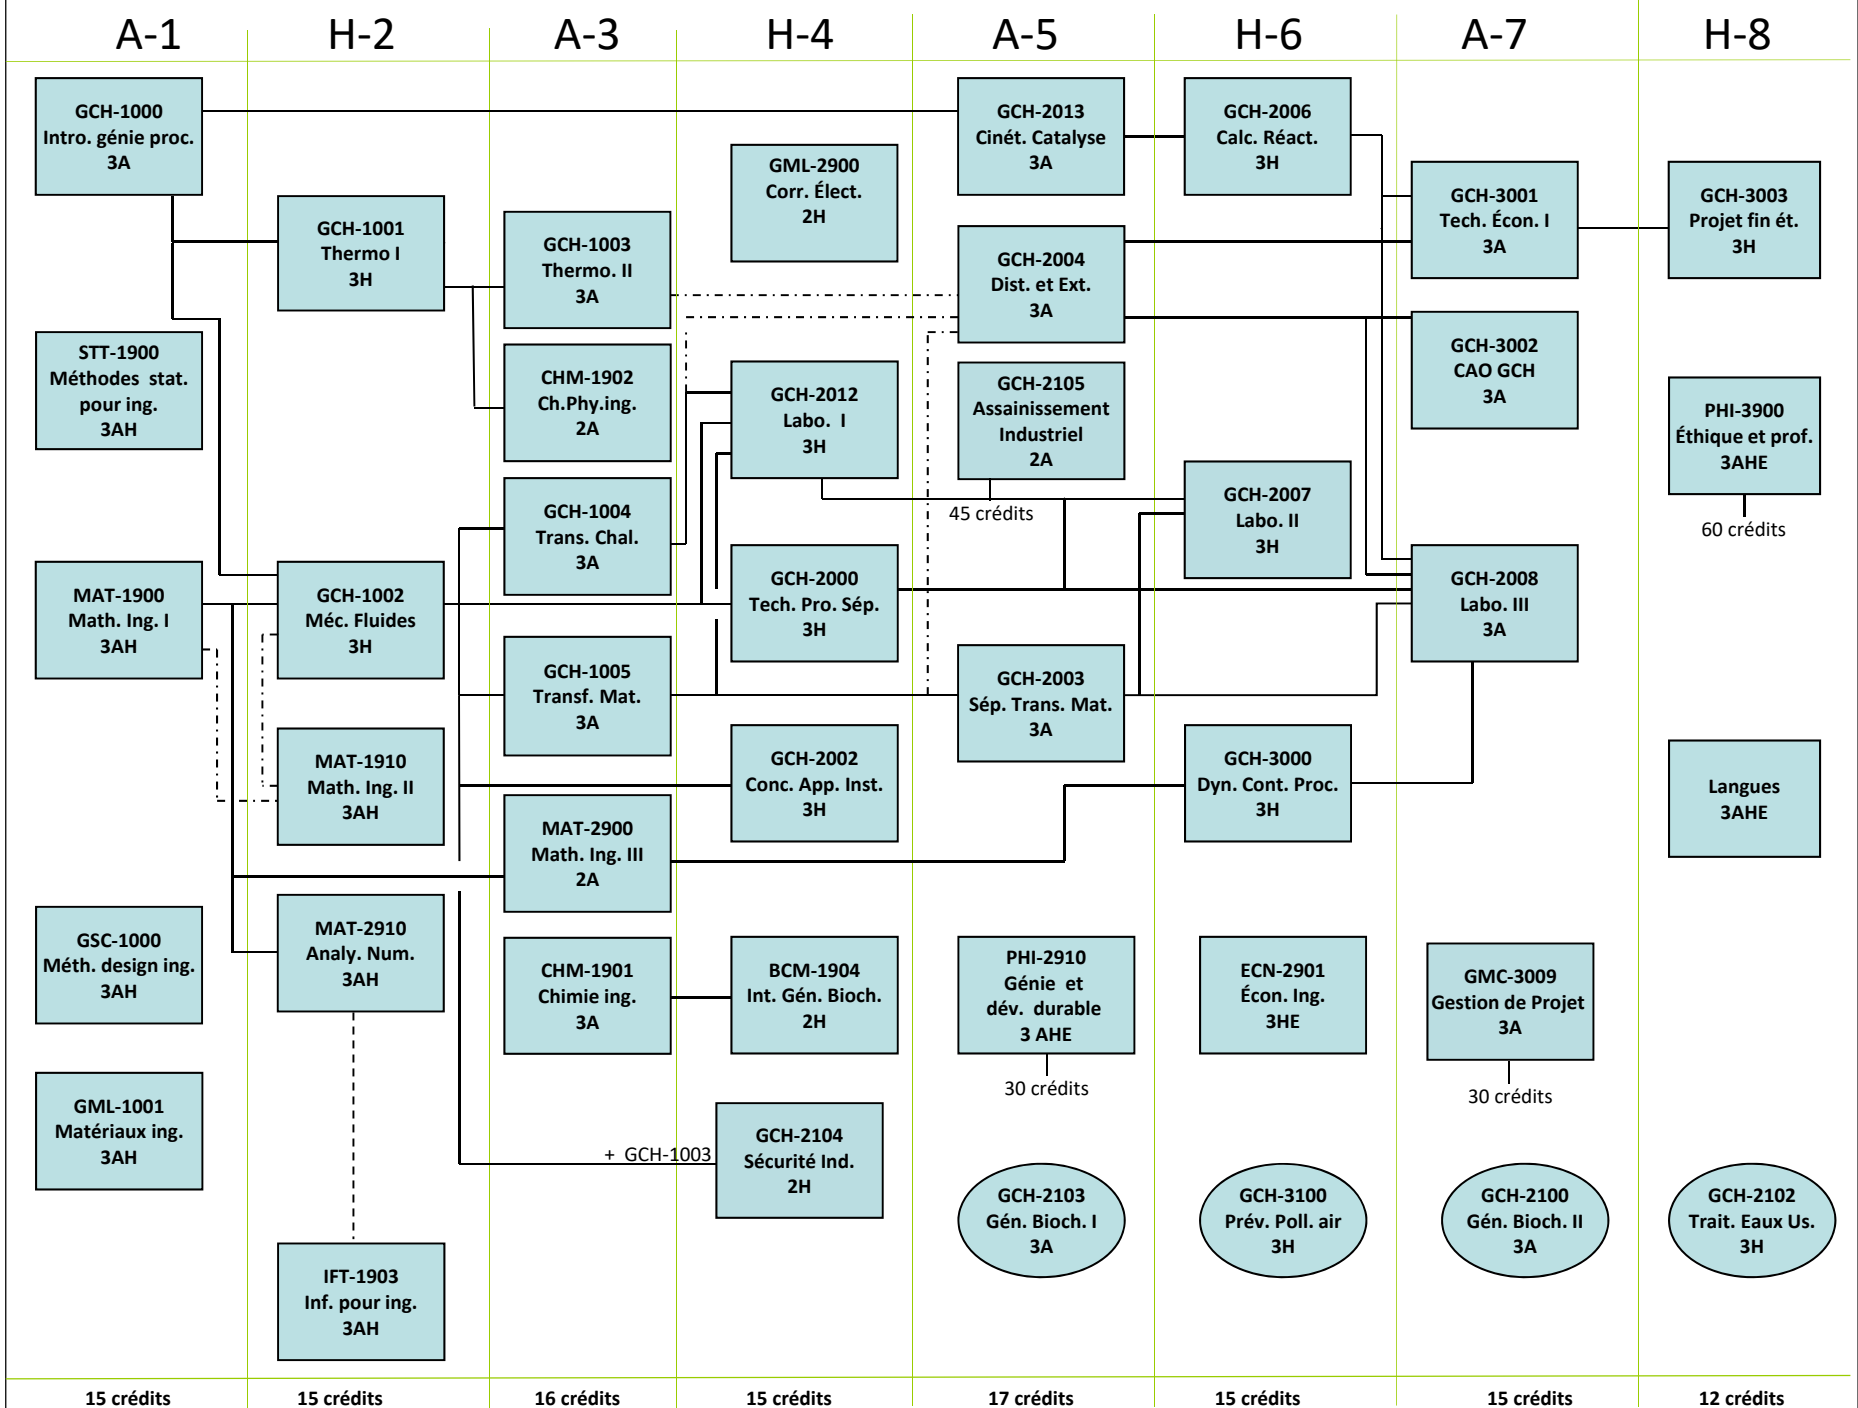 A-1
H-2
A-3
H-4
A-5
H-6
A-7
H-8
GCH-1000
Intro. génie proc.
3A
STT-1900
Méthodes stat.
pour ing.
3AH
MAT-1900
Math. Ing. I
3AH
GSC-1000
Méth. design ing.
3AH
GML-1001
Matériaux ing.
3AH
GCH-1001
Thermo I
3H
GCH-1002
Méc. Fluides
3H
MAT-1910
Math. Ing. II
3AH
MAT-2910
Analy. Num.
3AH
IFT-1903
Inf. pour ing.
3AH
GCH-1003
Thermo. II
3A
CHM-1902
Ch.Phy.ing.
2A
GCH-1004
Trans. Chal.
3A
GCH-1005
Transf. Mat.
3A
MAT-2900
Math. Ing. III
2A
CHM-1901
Chimie ing.
3A
GML-2900
Corr. Élect.
2H
GCH-2012
Labo. I
3H
GCH-2000
Tech. Pro. Sép.
3H
GCH-2002
Conc. App. Inst.
3H
BCM-1904
Int. Gén. Bioch.
2H
+ GCH-1003
GCH-2104
Sécurité Ind.
2H
GCH-2013
Cinét. Catalyse
3A
GCH-2004
Dist. et Ext.
3A
GCH-2105
Assainissement
Industriel
2A
45 crédits
GCH-2003
Sép. Trans. Mat.
3A
PHI-2910
Génie et
dév. durable
3 AHE
30 crédits
GCH-2103
Gén. Bioch. I
3A
GCH-2006
Calc. Réact.
3H
GCH-2007
Labo. II
3H
GCH-3000
Dyn. Cont. Proc.
3H
ECN-2901
Écon. Ing.
3HE
GCH-3100
Prév. Poll. air
3H
GCH-3001
Tech. Écon. I
3A
GCH-3002
CAO GCH
3A
GCH-2008
Labo. III
3A
GMC-3009
Gestion de Projet
3A
30 crédits
GCH-2100
Gén. Bioch. II
3A
GCH-3003
Projet fin ét.
3H
PHI-3900
Éthique et prof.
3AHE
60 crédits
Langues
3AHE
GCH-2102
Trait. Eaux Us.
3H
15 crédits
15 crédits
16 crédits
15 crédits
17 crédits
15 crédits
15 crédits
12 crédits